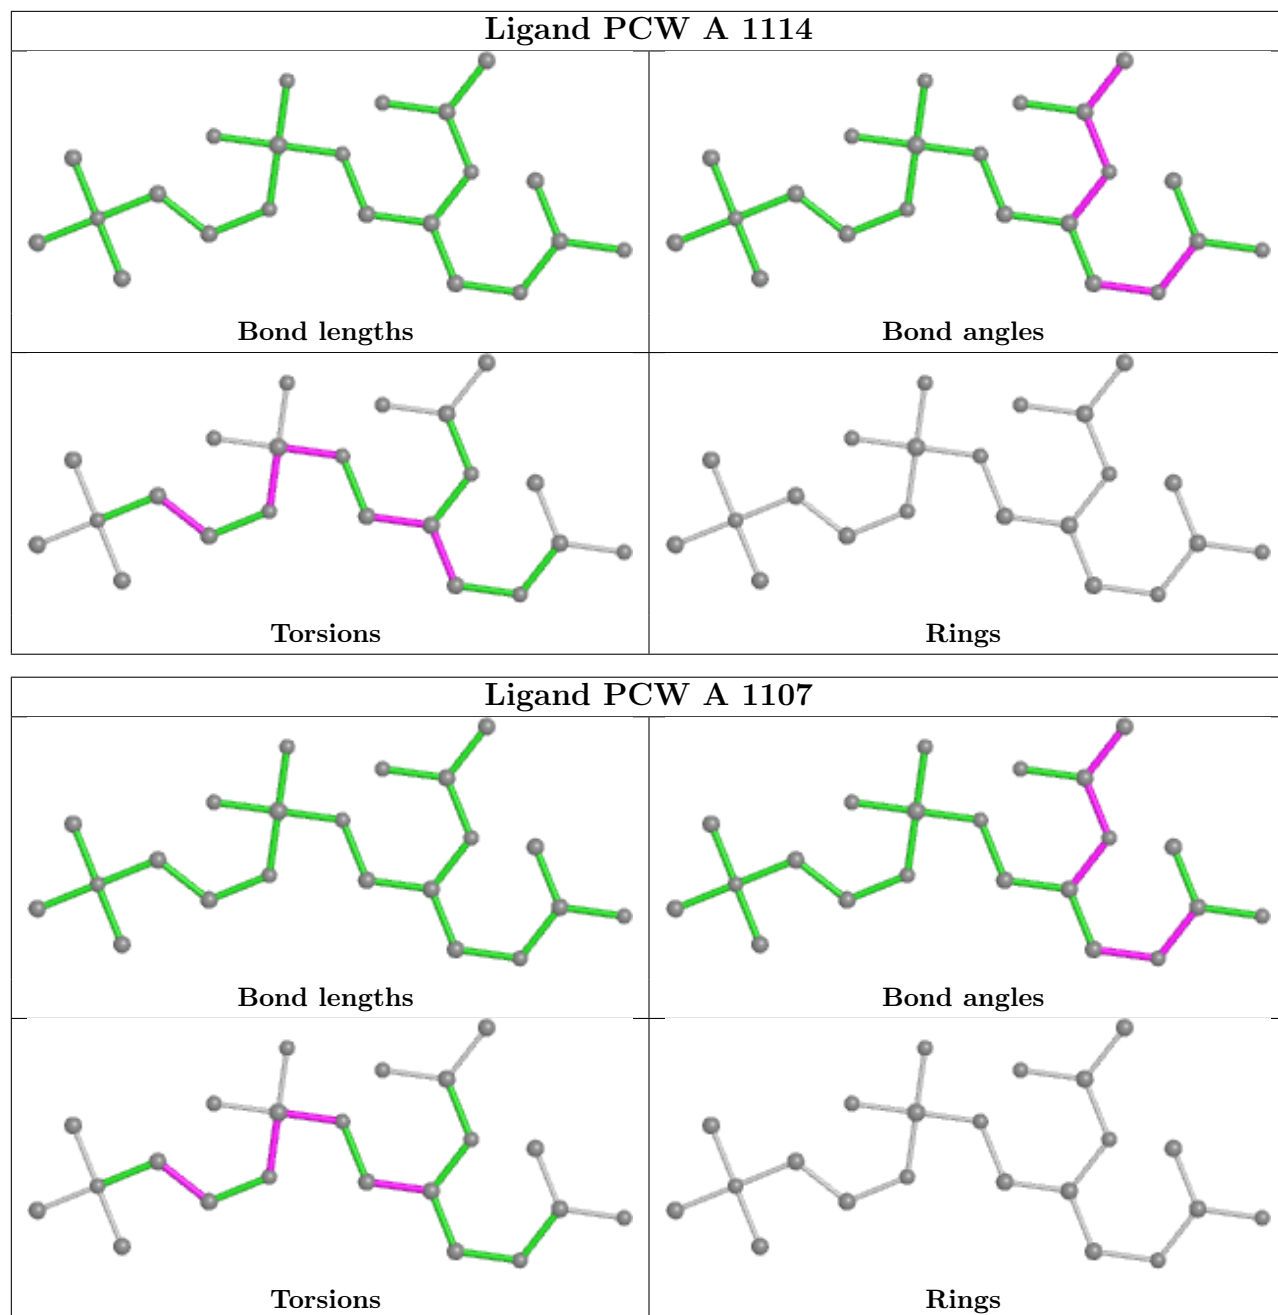 Ligand PCW A 1114
Bond lengths
Bond angles
Torsions
Rings
Ligand PCW A 1107
Bond lengths
Bond angles
Torsions
Rings